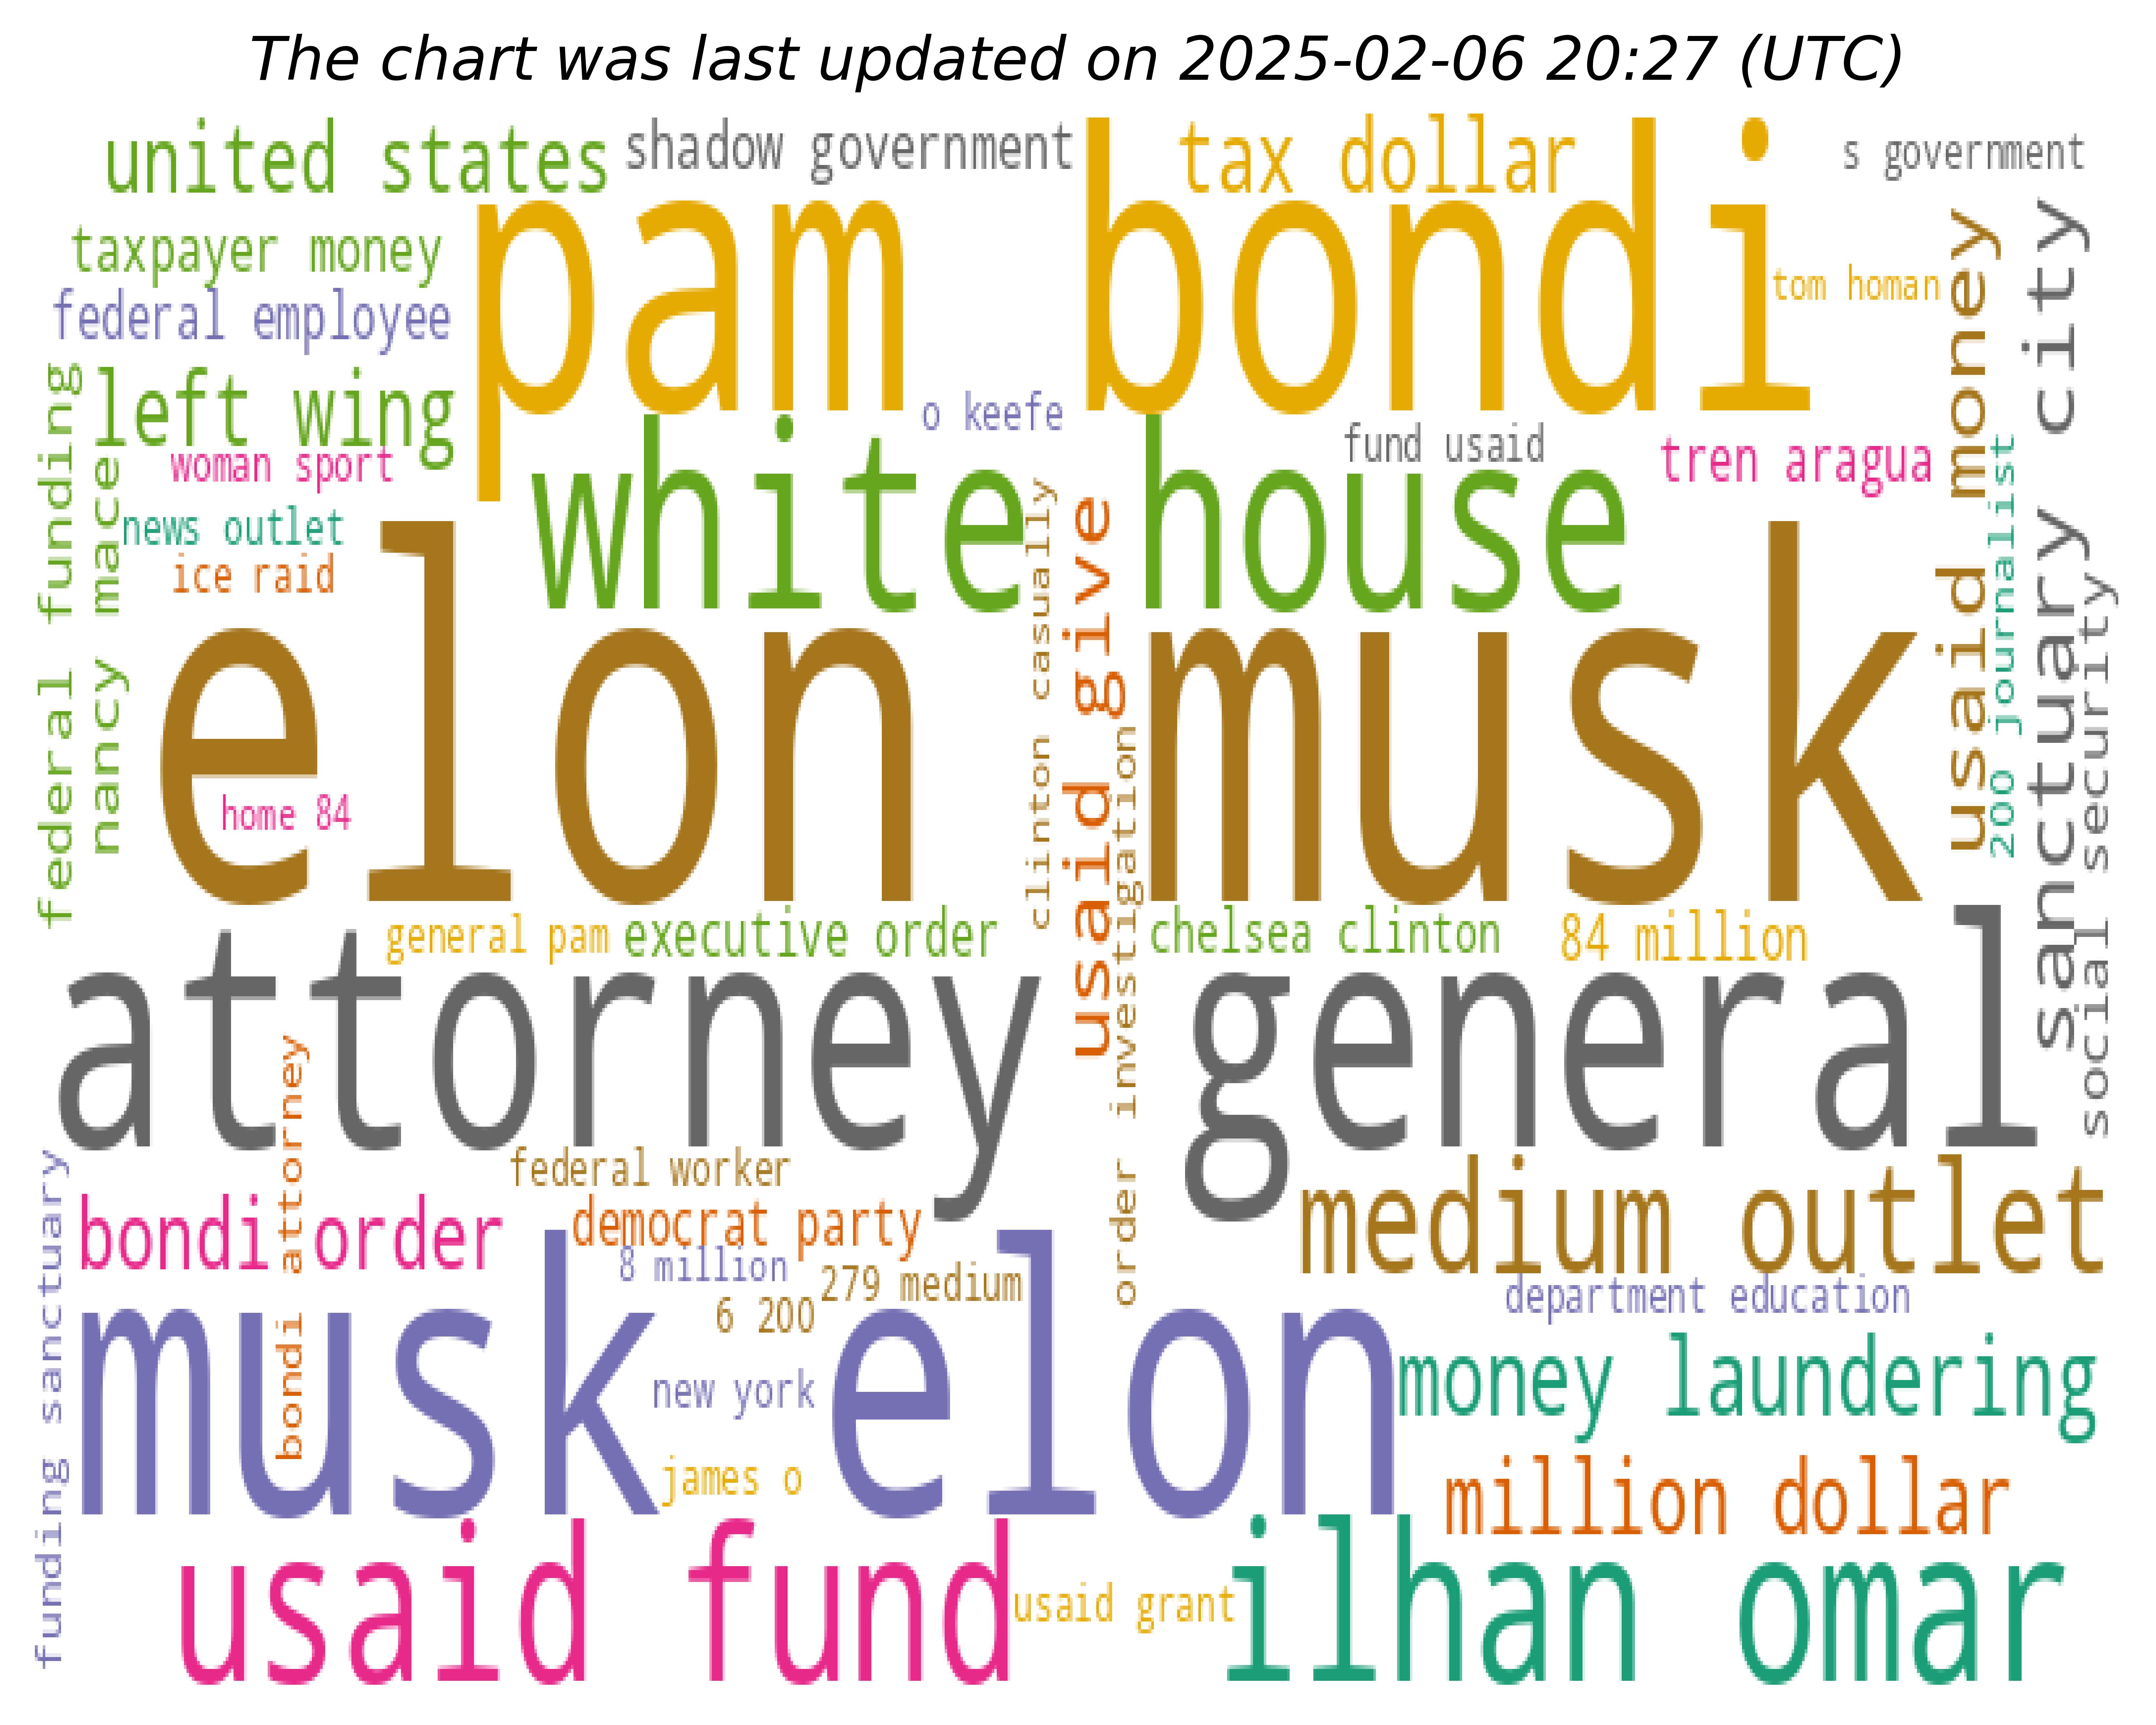 The chart was last updated on 2025-02-06 20:27 (UTC)
united states
shadow government
tax dollar
s government
pam bondi
taxpayer money
tom homan
federal employee
usaid money
sanctuary city
left wing
o keefe
fund usaid
tren aragua
woman sport
federal funding
nancy mace
white house
news outlet
ice raid
clinton casually
usaid give
200 journalist
social security
elon musk
home 84
order investigation
general pam
executive order
chelsea clinton
84 million
attorney general
bondi attorney
federal worker
funding sanctuary
bondi order
democrat party
medium outlet
8 million
279 medium
department education
6 200
musk elon
new york
money laundering
james o
million dollar
usaid fund
usaid grant
ilhan omar